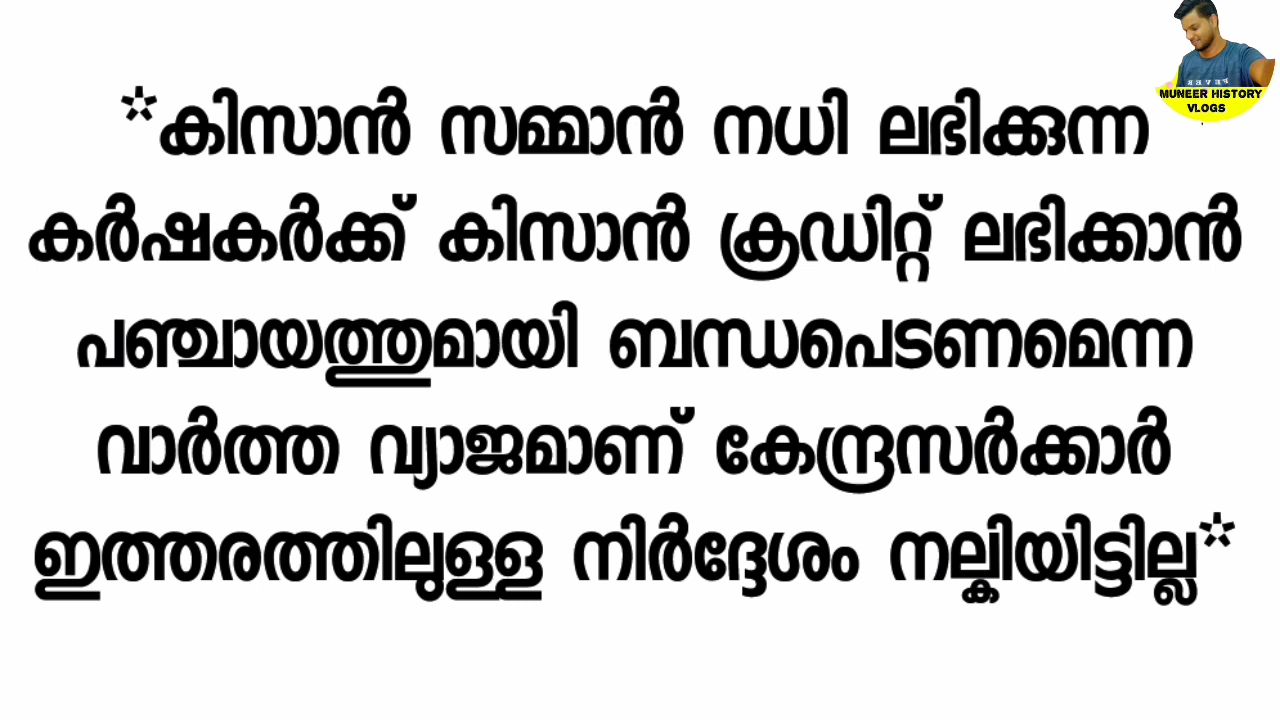 MUNEER HISTORY
VLOGS
*കിസാൻ സമ്മാൻ നധി ലഭിക്കുന്ന
കർഷകർക്ക് കിസാൻ ക്രഡിറ്റ് ലഭിക്കാൻ
പഞ്ചായത്തുമായി ബന്ധപെടണമെന്ന
വാർത്ത വ്യാജമാണ് കേന്ദ്രസർക്കാർ
ഇത്തരത്തിലുള്ള നിർദ്ദേശം നല്കിയിട്ടില്ല*